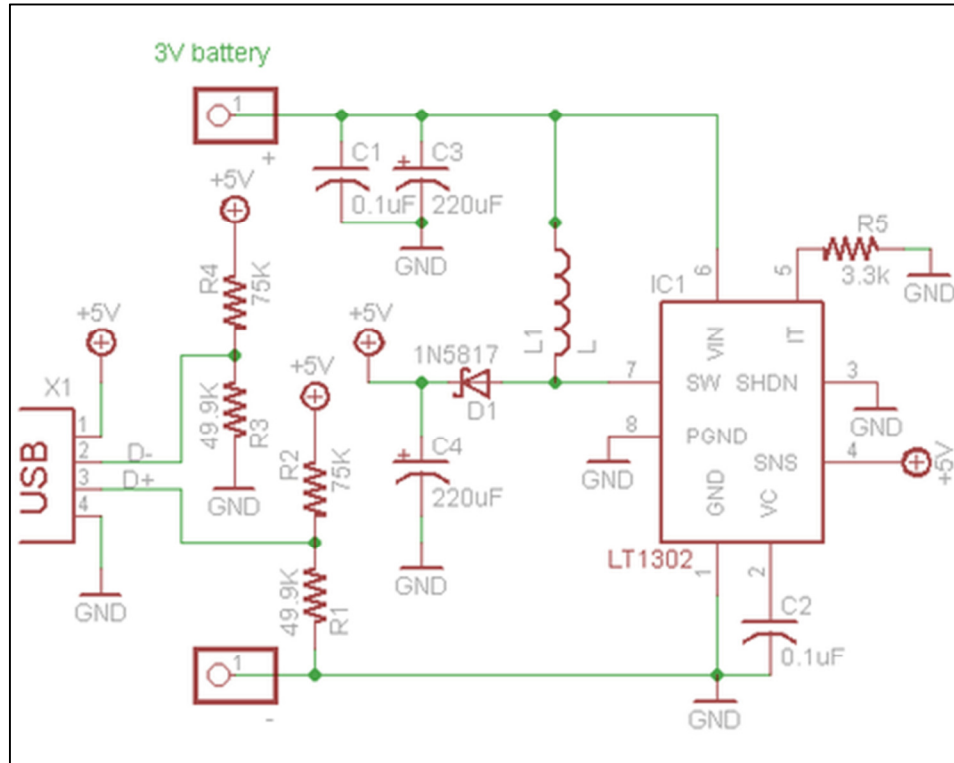 3V battery
1
+
C1
0.1uF
C3
220uF
GND
+5V
R4
75K
49.9K
R3
GND
+5V
X1
USB
1
2
3
4
D-
D+
GND
+5V
R2
75K
49.9K
R1
1
-
+5V
1N5817
D1
+
C4
220uF
GND
L1
L
IC1
6
5
R5
3.3k
GND
VIN
IT
7
SW
SHDN
3
GND
8
PGND
GND
SNS
4
+5V
GND
VC
LT1302
1
2
C2
0.1uF
GND